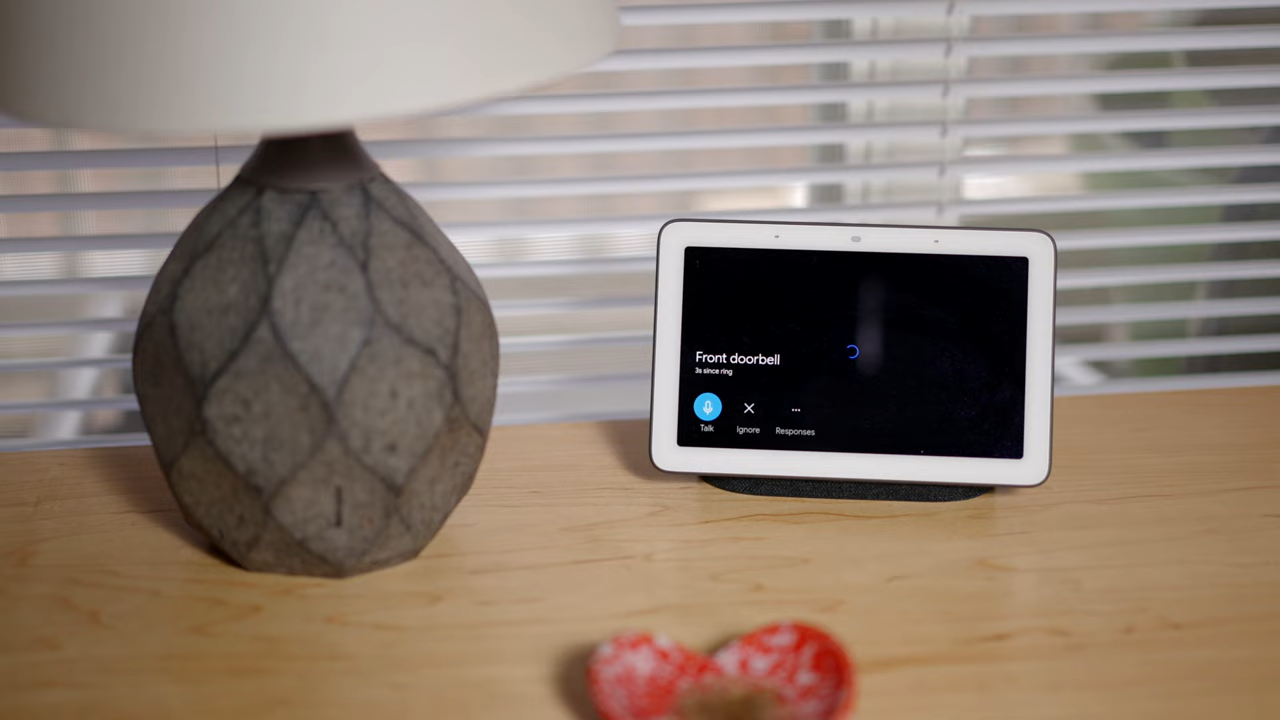 Front doorbell
3s since ring
Talk
Ignore
Responses